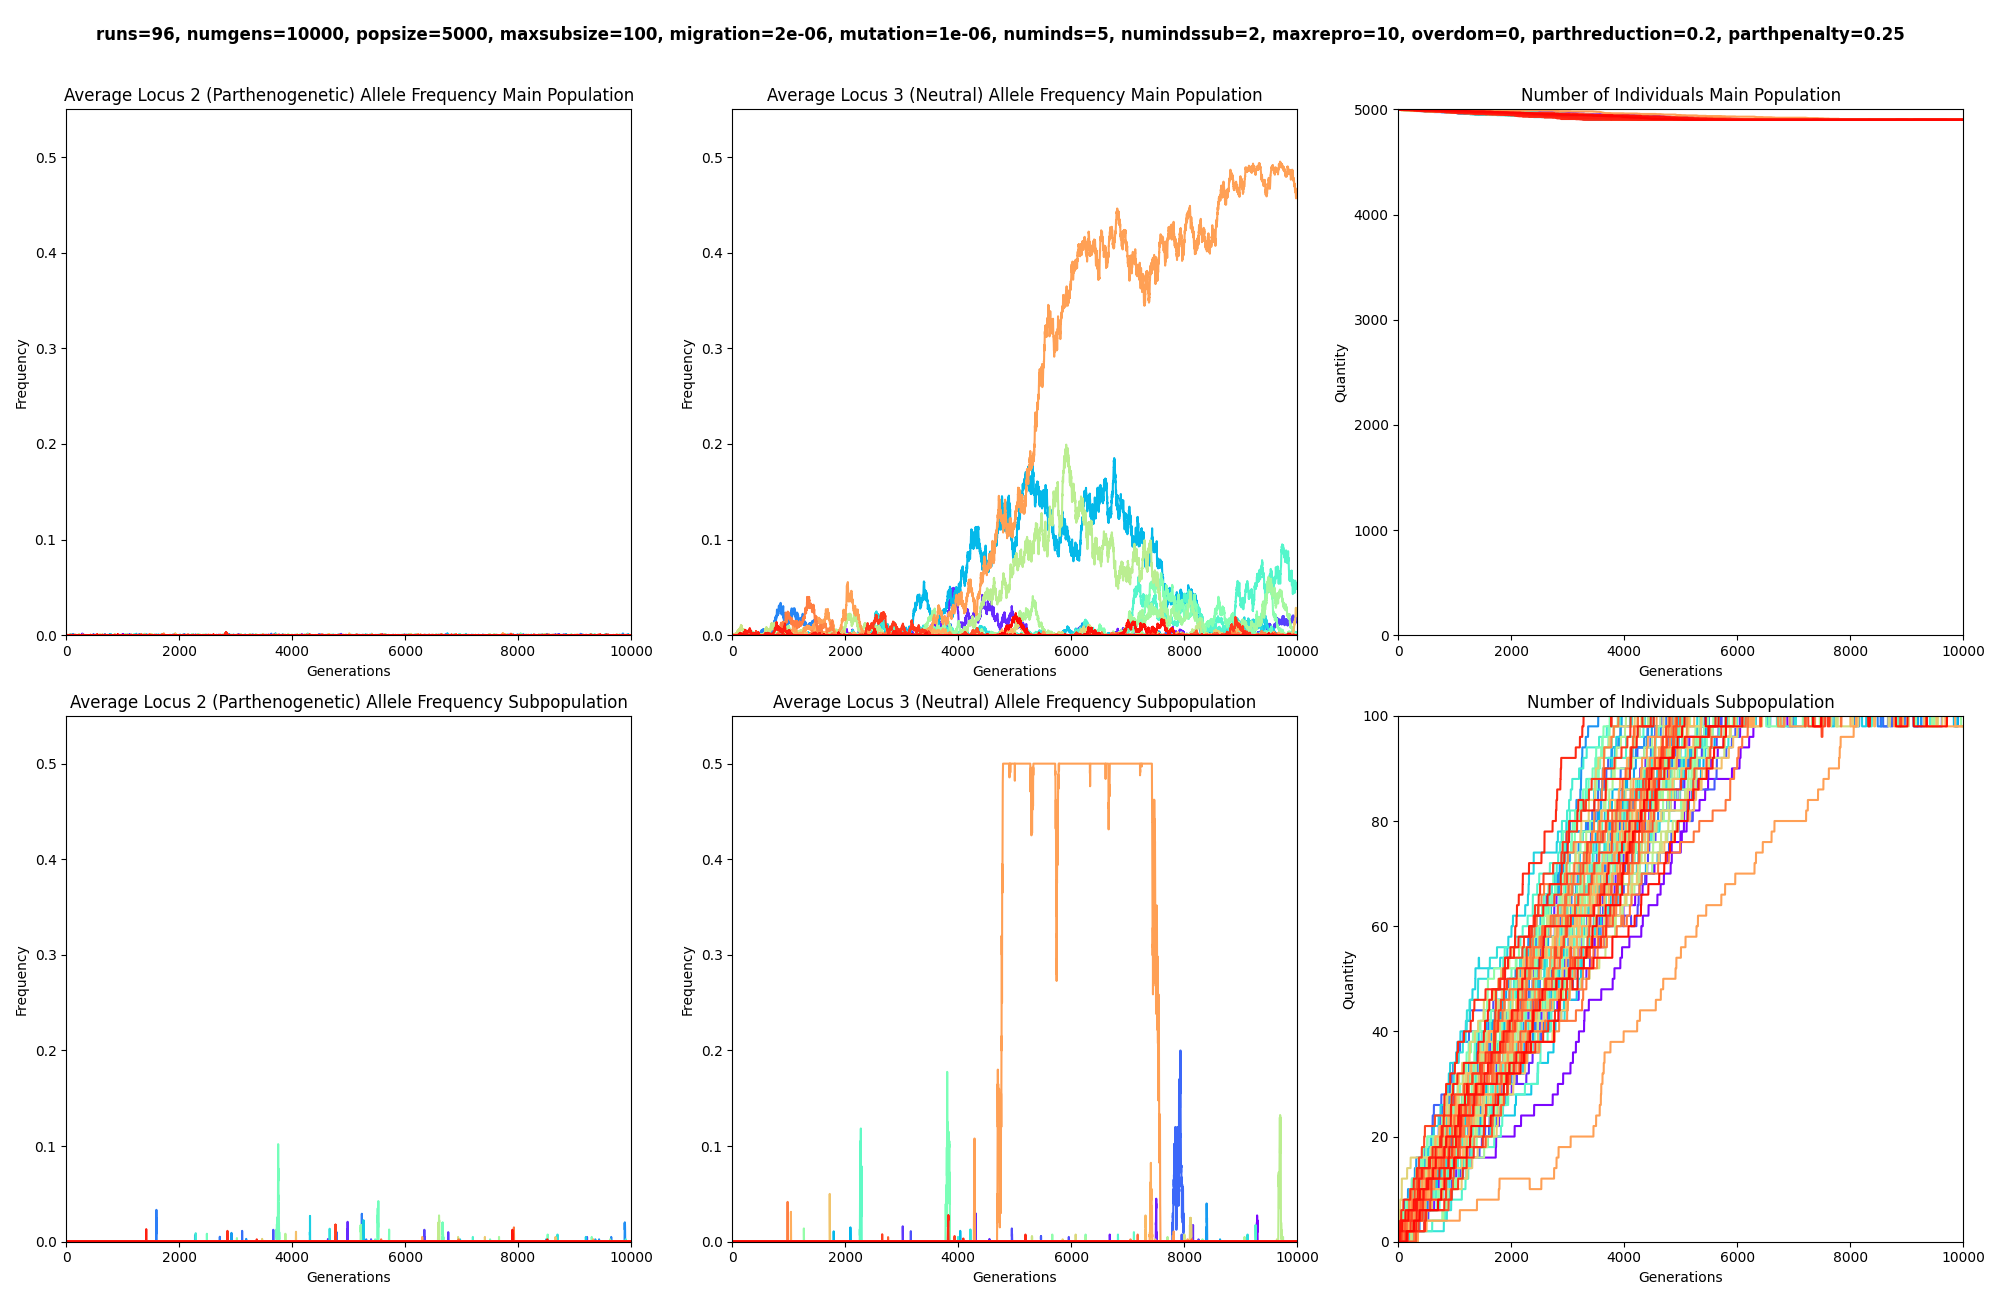 runs=96, numgens=10000, popsize=5000, maxsubsize=100, migration=2e-06, mutation=1e-06, numinds=5, numindssub=2, maxrepro=10, overdom=0, parthreduction=0.2, parthpenalty=0.25
Average Locus 2 (Parthenogenetic) Allele Frequency Main Population
Frequency
0.5
0.4
0.3
0.2
0.1
0.0
0 2000 4000 6000 8000 10000
Generations
Average Locus 3 (Neutral) Allele Frequency Main Population
Frequency
0.5
0.4
0.3
0.2
0.1
0.0
0 2000 4000 6000 8000 10000
Generations
Number of Individuals Main Population
Quantity
5000
4000
3000
2000
1000
0
0 2000 4000 6000 8000 10000
Generations
Average Locus 2 (Parthenogenetic) Allele Frequency Subpopulation
Frequency
0.5
0.4
0.3
0.2
0.1
0.0
0 2000 4000 6000 8000 10000
Generations
Average Locus 3 (Neutral) Allele Frequency Subpopulation
Frequency
0.5
0.4
0.3
0.2
0.1
0.0
0 2000 4000 6000 8000 10000
Generations
Number of Individuals Subpopulation
Quantity
100
80
60
40
20
0
0 2000 4000 6000 8000 10000
Generations